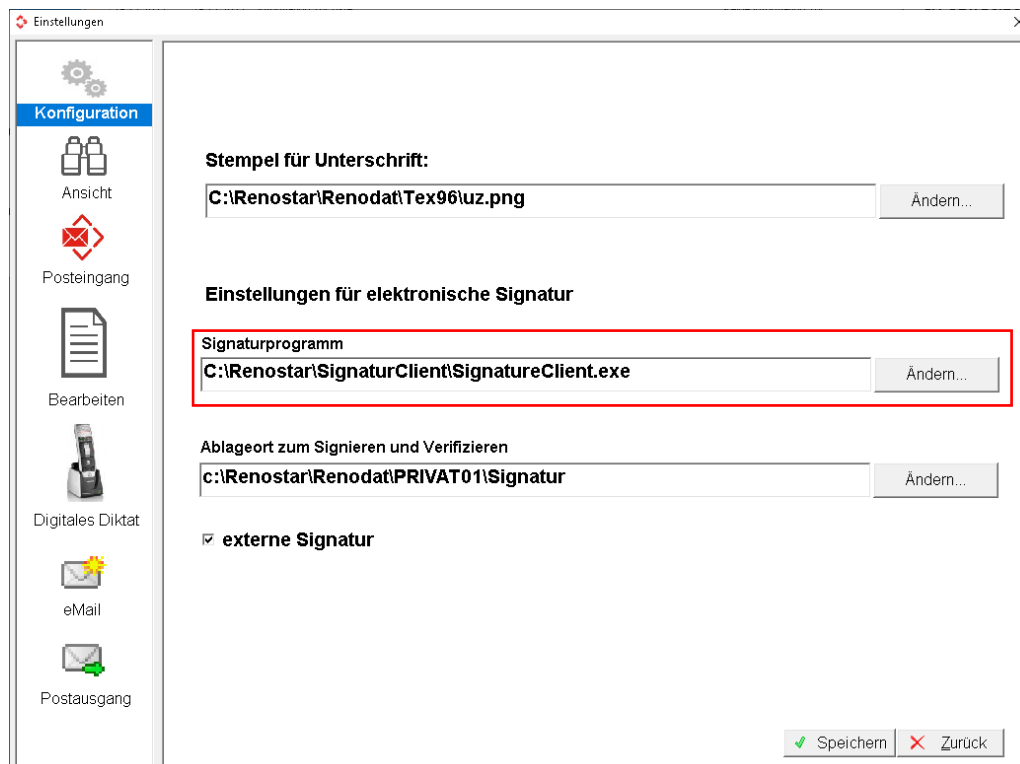 Einstellungen
Konfiguration
Ansicht
Posteingang
Bearbeiten
Digitales Diktat
eMail
Postausgang
Stempel für Unterschrift:
C:\Renostar\Renodat\Tex96\uz.png
Ändern...
Einstellungen für elektronische Signatur
Signaturprogramm
C:\Renostar\SignaturClient\SignatureClient.exe
Ändern...
Ablageort zum Signieren und Verifizieren
c:\Renostar\Renodat\PRIVAT01\Signatur
Ändern...
externe Signatur
Speichern
Zurück